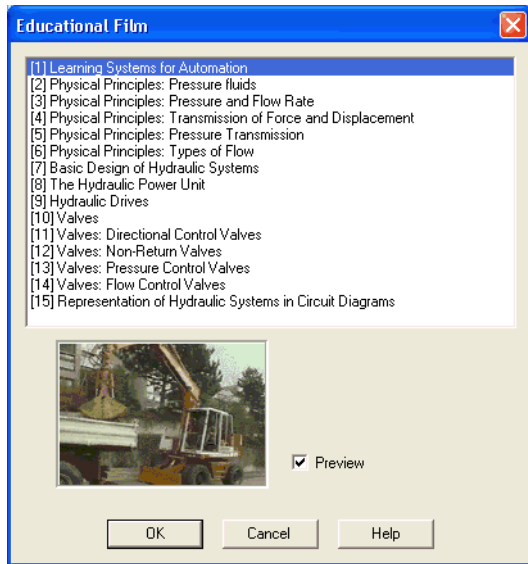 Educational Film
[1] Learning Systems for Automation
[2] Physical Principles: Pressure fluids
[3] Physical Principles: Pressure and Flow Rate
[4] Physical Principles: Transmission of Force and Displacement
[5] Physical Principles: Pressure Transmission
[6] Physical Principles: Types of Flow
[7] Basic Design of Hydraulic Systems
[8] The Hydraulic Power Unit
[9] Hydraulic Drives
[10] Valves
[11] Valves: Directional Control Valves
[12] Valves: Non-Return Valves
[13] Valves: Pressure Control Valves
[14] Valves: Flow Control Valves
[15] Representation of Hydraulic Systems in Circuit Diagrams
Preview
OK Cancel Help